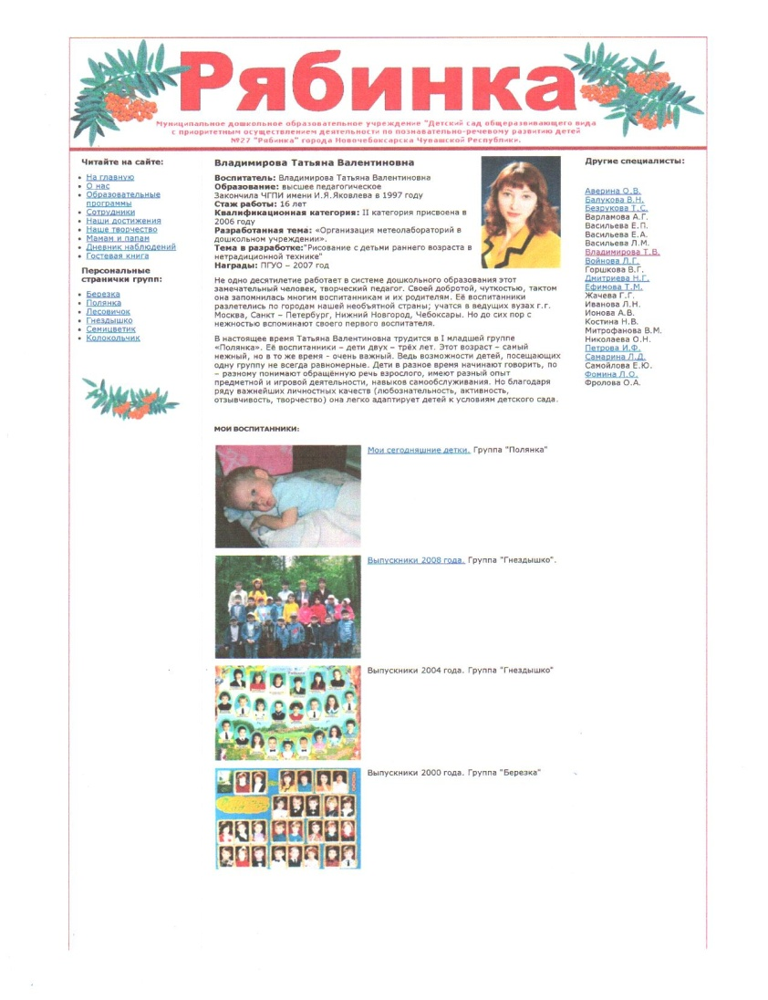 Рябинка
Муниципальное дошкольное образовательное учреждение "Детский сад общеразвивающего вида
с приоритетным осуществлением деятельности по познавательно-речевому развитию детей
№27 "Рябинка" города Новочебоксарска Чувашской Республики.
Читайте на сайте:
На главную
О нас
Образовательные
программы
Сотрудники
Наши достижения
Наше творчество
Мамам и папам
Дневник наблюдений
Гостевая книга
Персональные
странички групп:
Березка
Полянка
Лесовичок
Гнездышко
Семицветик
Колокольчик
Владимирова Татьяна Валентиновна
Воспитатель: Владимирова Татьяна Валентиновна
Образование: высшее педагогическое
Закончила ЧГПИ имени И.Я.Яковлева в 1997 году
Стаж работы: 16 лет
Квалификационная категория: II категория присвоена в
2006 году
Разработанная тема: «Организация метеолабораторий в
дошкольном учреждении».
Тема в разработке:"Рисование с детьми раннего возраста в
нетрадиционной технике"
Награды: ПГУО – 2007 год
Не одно десятилетие работает в системе дошкольного образования этот
замечательный человек, творческий педагог. Своей добротой, чуткостью, тактом
она запомнилась многим воспитанникам и их родителям. Её воспитанники
разлетелись по городам нашей необъятной страны; учатся в ведущих вузах г.г.
Москва, Санкт – Петербург, Нижний Новгород, Чебоксары. Но до сих пор с
нежностью вспоминают своего первого воспитателя.
В настоящее время Татьяна Валентиновна трудится в I младшей группе
«Полянка». Её воспитанники – дети двух – трёх лет. Этот возраст – самый
нежный, но в то же время - очень важный. Ведь возможности детей, посещающих
одну группу не всегда равномерные. Дети в разное время начинают говорить, по
– разному понимают обращённую речь взрослого, имеют разный опыт
предметной и игровой деятельности, навыков самообслуживания. Но благодаря
ряду важнейших личностных качеств (любознательность, активность,
отзывчивость, творчество) она легко адаптирует детей к условиям детского сада.
МОИ ВОСПИТАННИКИ:
Мои сегодняшние детки. Группа "Полянка"
Выпускники 2008 года. Группа "Гнездышко".
Выпускники 2004 года. Группа "Гнездышко"
Выпускники 2000 года. Группа "Березка"
Другие специалисты:
Аверина О.В.
Балукова В.Н.
Безрукова Т.С.
Варламова А.Г.
Васильева Е.П.
Васильева Е.А.
Васильева Л.М.
Владимирова Т.В.
Войнова Л.Г.
Горшкова В.Г.
Дмитриева Н.Г.
Ефимова Т.М.
Жачева Г.Г.
Иванова Л.Н.
Ионова А.В.
Костина Н.В.
Митрофанова В.М.
Николаева О.Н.
Петрова И.Ф.
Самарина Л.Д.
Самойлова Е.Ю.
Фомина Л.О.
Фролова О.А.